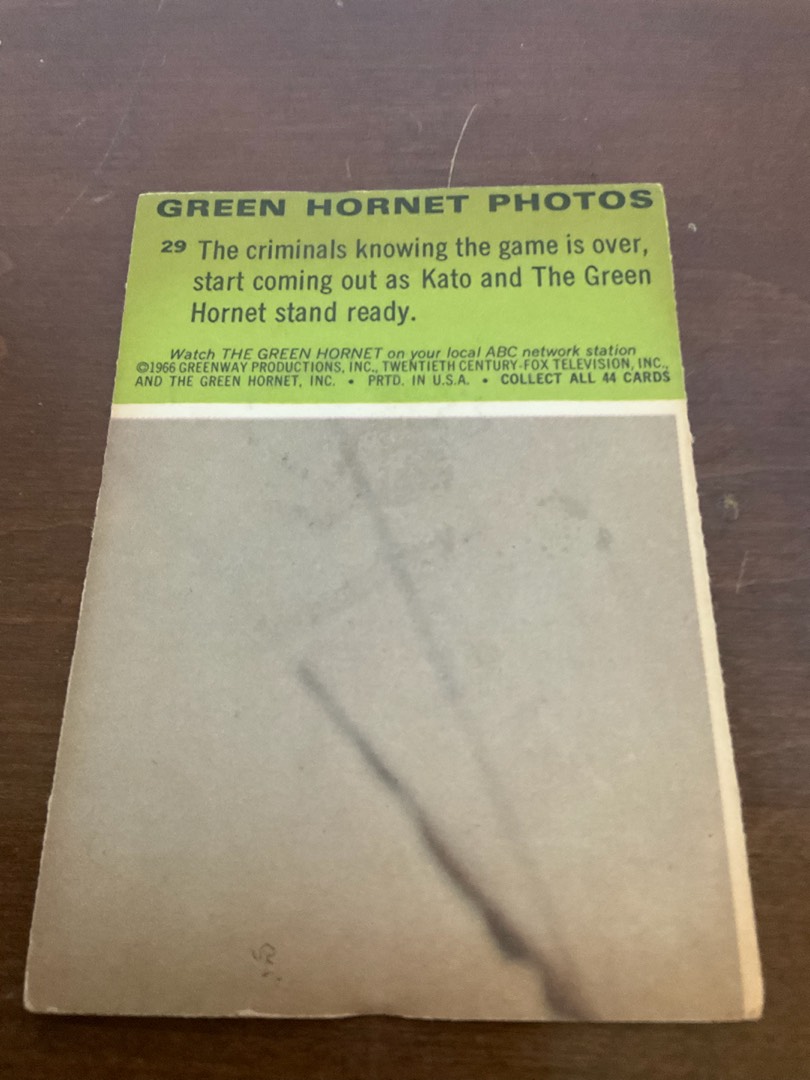 GREEN HORNET PHOTOS
29 The criminals knowing the game is over,
start coming out as Kato and The Green
Hornet stand ready.
Watch THE GREEN HORNET on your local ABC network station
©1966 GREENWAY PRODUCTIONS, INC., TWENTIETH CENTURY-FOX TELEVISION, INC.,
AND THE GREEN HORNET, INC. • PRTD. IN U.S.A. • COLLECT ALL 44 CARDS